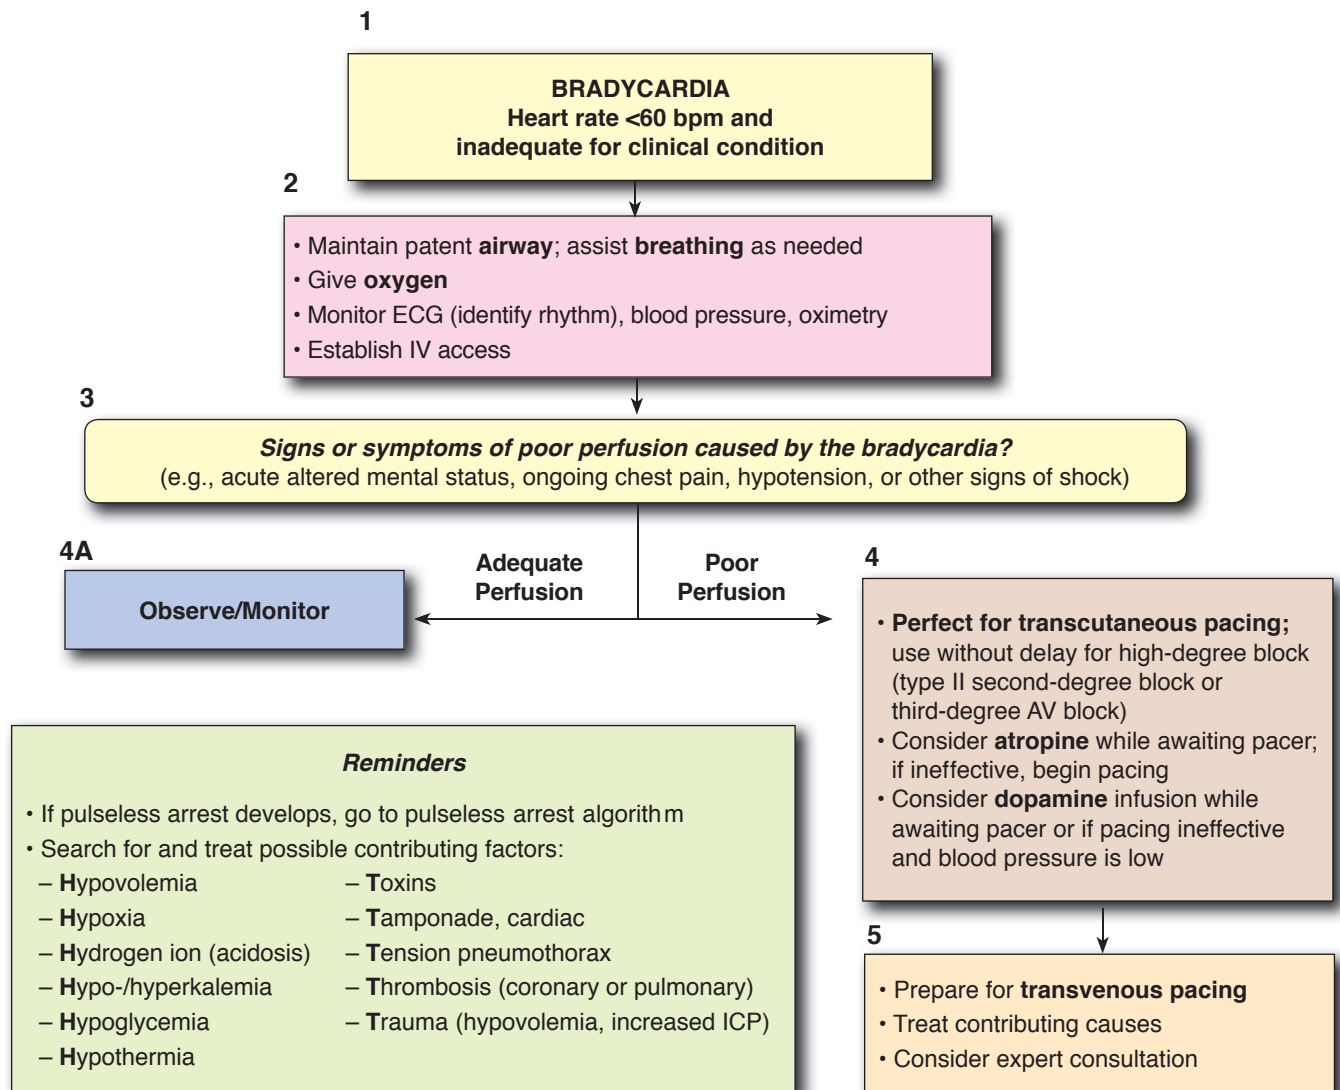 1
BRADYCARDIA
Heart rate <60 bpm and
inadequate for clinical condition
2
• Maintain patent airway; assist breathing as needed
• Give oxygen
• Monitor ECG (identify rhythm), blood pressure, oximetry
• Establish IV access
3
Signs or symptoms of poor perfusion caused by the bradycardia?
(e.g., acute altered mental status, ongoing chest pain, hypotension, or other signs of shock)
4A
Observe/Monitor
Adequate
Perfusion
Poor
Perfusion
4
• Perfect for transcutaneous pacing;
use without delay for high-degree block
(type II second-degree block or
third-degree AV block)
• Consider atropine while awaiting pacer;
if ineffective, begin pacing
• Consider dopamine infusion while
awaiting pacer or if pacing ineffective
and blood pressure is low
Reminders
• If pulseless arrest develops, go to pulseless arrest algorithm
• Search for and treat possible contributing factors:
– Hypovolemia
– Hypoxia
– Hydrogen ion (acidosis)
– Hypo-/hyperkalemia
– Hypoglycemia
– Hypothermia
– Toxins
– Tamponade, cardiac
– Tension pneumothorax
– Thrombosis (coronary or pulmonary)
– Trauma (hypovolemia, increased ICP)
5
• Prepare for transvenous pacing
• Treat contributing causes
• Consider expert consultation